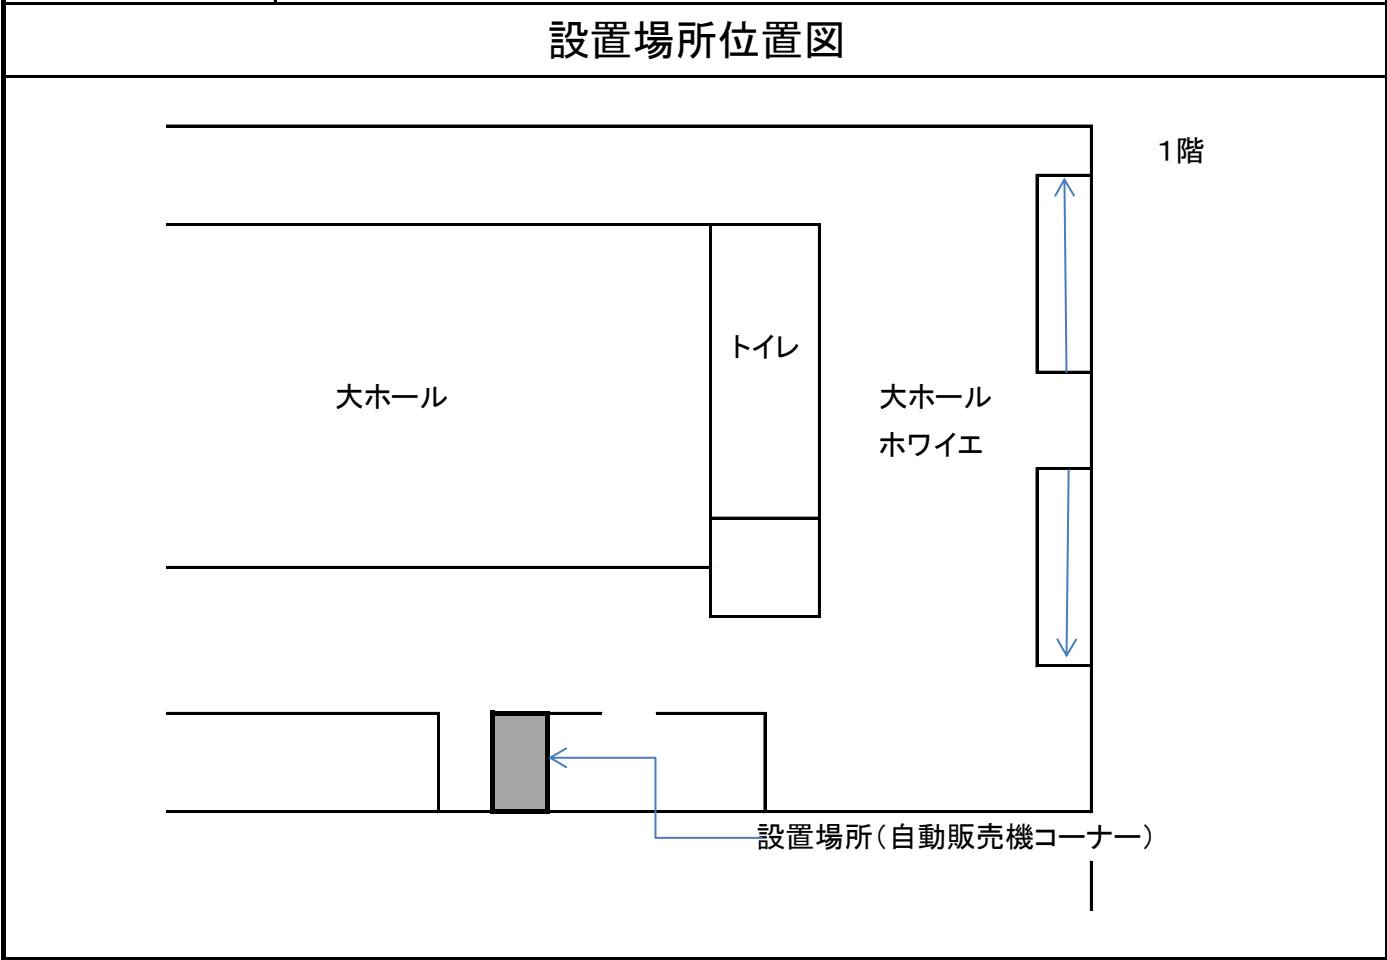 設置場所位置図
1階
トイレ
大ホール
大ホール
ホワイエ
設置場所（自動販売機コーナー）